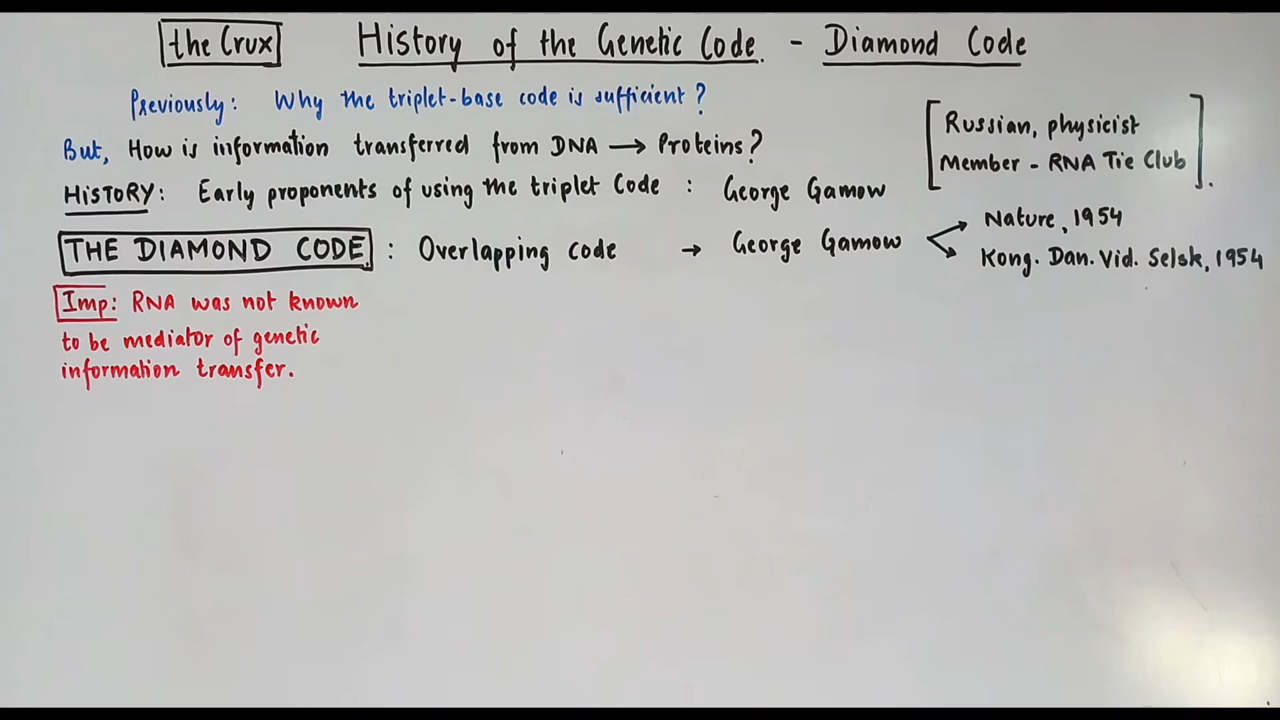 the Crux History of the Genetic Code. - Diamond Code
Previously: Why the triplet-base code is sufficient?
But, How is information transferred from DNA → Proteins?
[Russian, physicist
Member - RNA Tie Club].
HISTORY: Early proponents of using the triplet Code : George Gamow
THE DIAMOND CODE. : Overlapping code → George Gamow
Nature, 1954
Kong. Dan. Vid. Selsk, 1954
Imp: RNA was not known
to be mediator of genetic
information transfer.